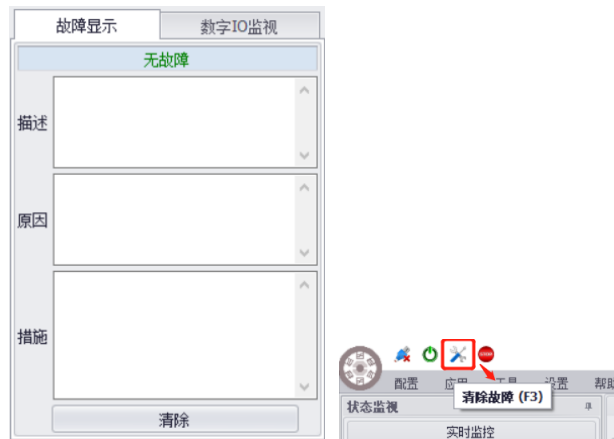 故障显示
数字IO监视
无故障
描述
原因
措施
清除
配置
设置
帮助
清除故障 (F3)
状态监视
实时监控